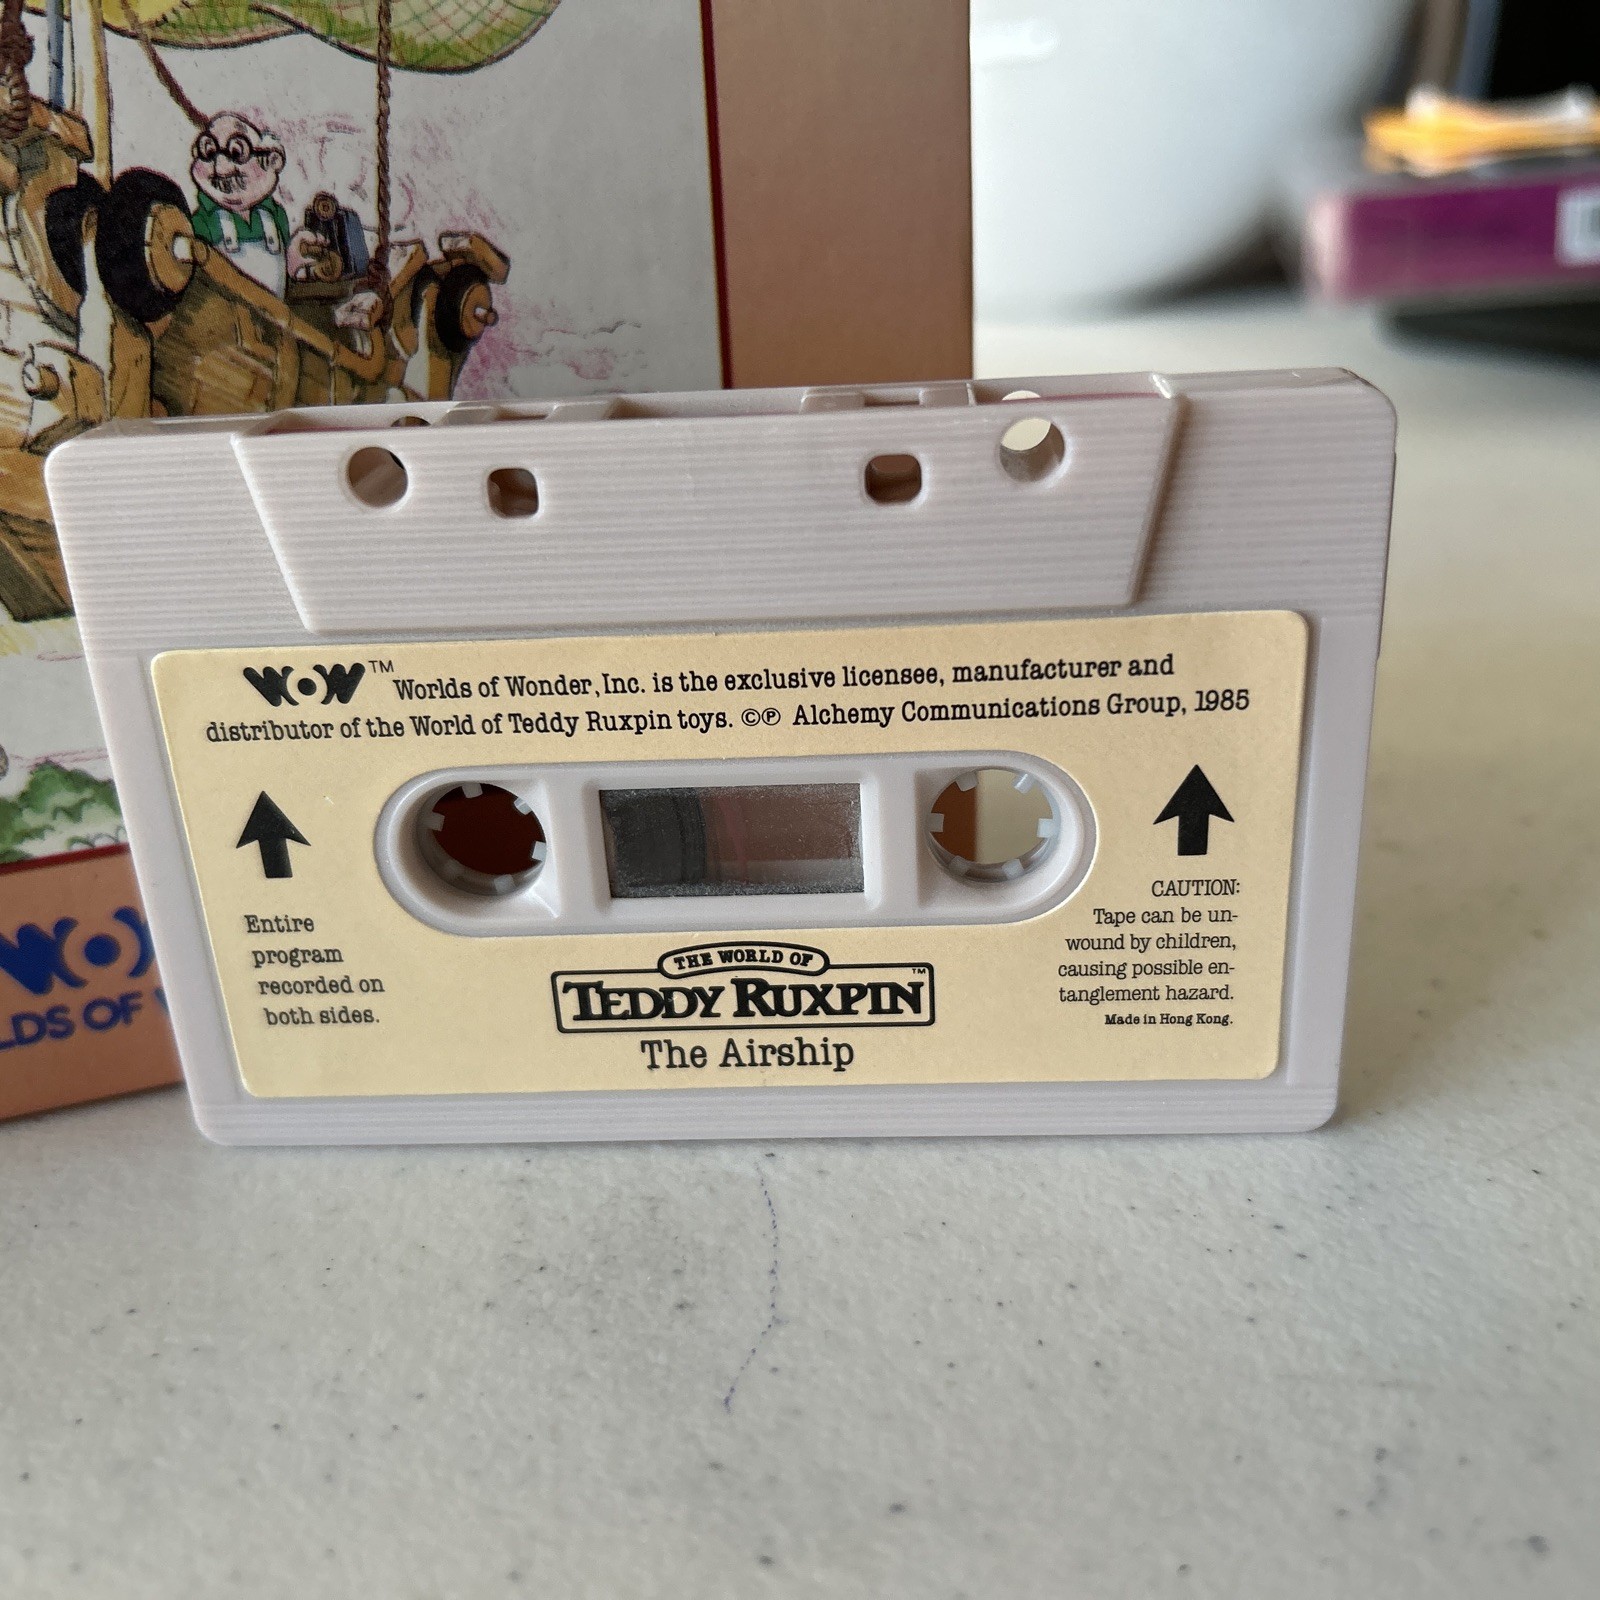 WOW™ Worlds of Wonder, Inc. is the exclusive licensee, manufacturer and
distributor of the World of Teddy Ruxpin toys. ©℗ Alchemy Communications Group, 1985
Entire
program
recorded on
both sides.
CAUTION:
Tape can be un-
wound by children,
causing possible en-
tanglement hazard.
Made in Hong Kong.
THE WORLD OF
TEDDY RUXPIN™
The Airship
WOW
LDS OF